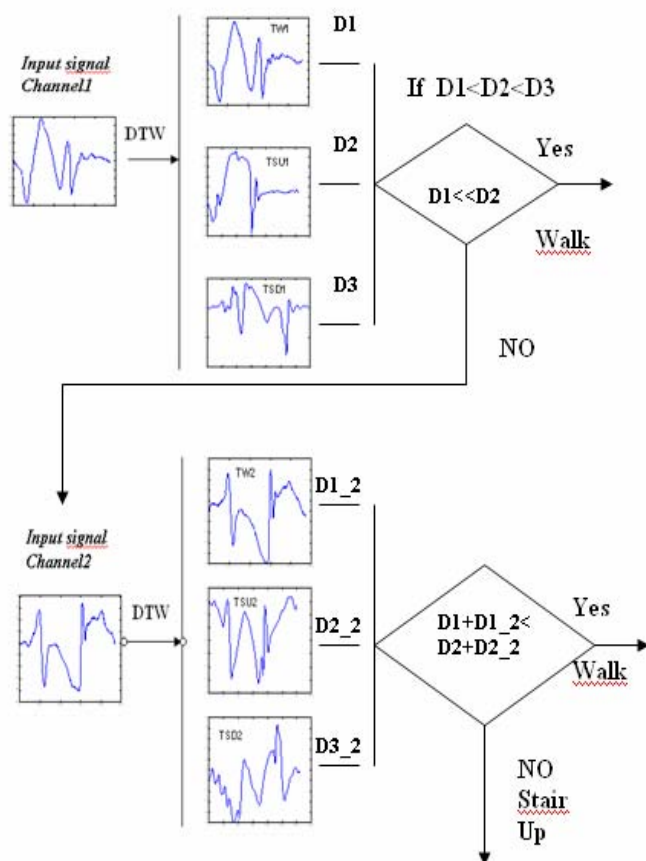 Input signal
Channel1
DTW
TW1
D1
TSU1
D2
TSD1
D3
If D1<D2<D3
D1<<D2
Yes
Walk
NO
Input signal
Channel2
DTW
TW2
D1_2
TSU2
D2_2
TSD2
D3_2
D1+D1_2<
D2+D2_2
Yes
Walk
NO
Stair
Up